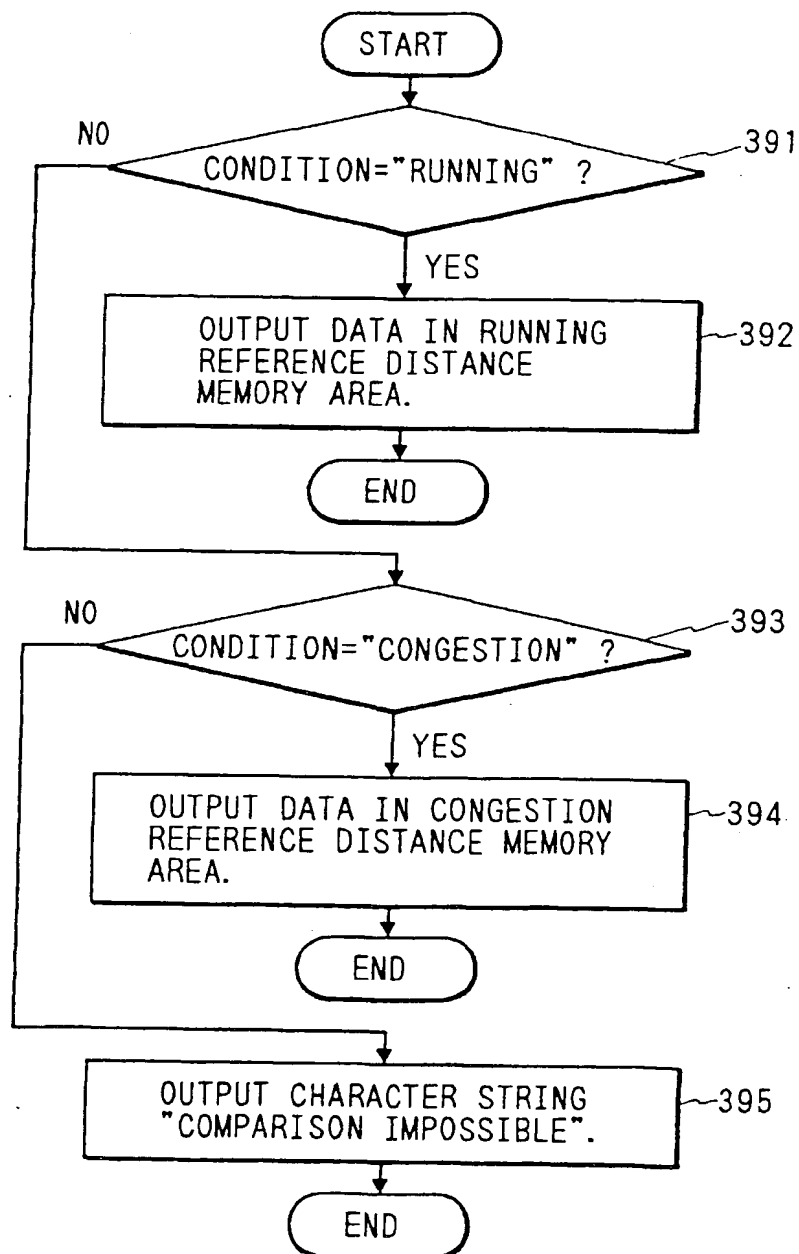 START
NO
CONDITION="RUNNING" ?
391
YES
OUTPUT DATA IN RUNNING
REFERENCE DISTANCE
MEMORY AREA.
392
END
NO
CONDITION="CONGESTION" ?
393
YES
OUTPUT DATA IN CONGESTION
REFERENCE DISTANCE MEMORY
AREA.
394
END
OUTPUT CHARACTER STRING
"COMPARISON IMPOSSIBLE".
395
END